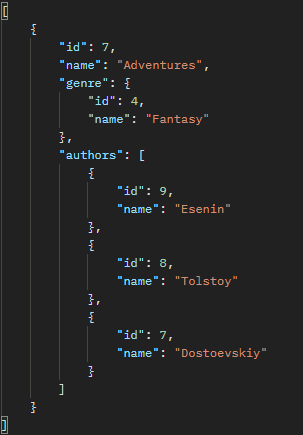 [
    {
        "id": 7,
        "name": "Adventures",
        "genre": {
            "id": 4,
            "name": "Fantasy"
        },
        "authors": [
            {
                "id": 9,
                "name": "Esenin"
            },
            {
                "id": 8,
                "name": "Tolstoy"
            },
            {
                "id": 7,
                "name": "Dostoevskiy"
            }
        ]
    }
]